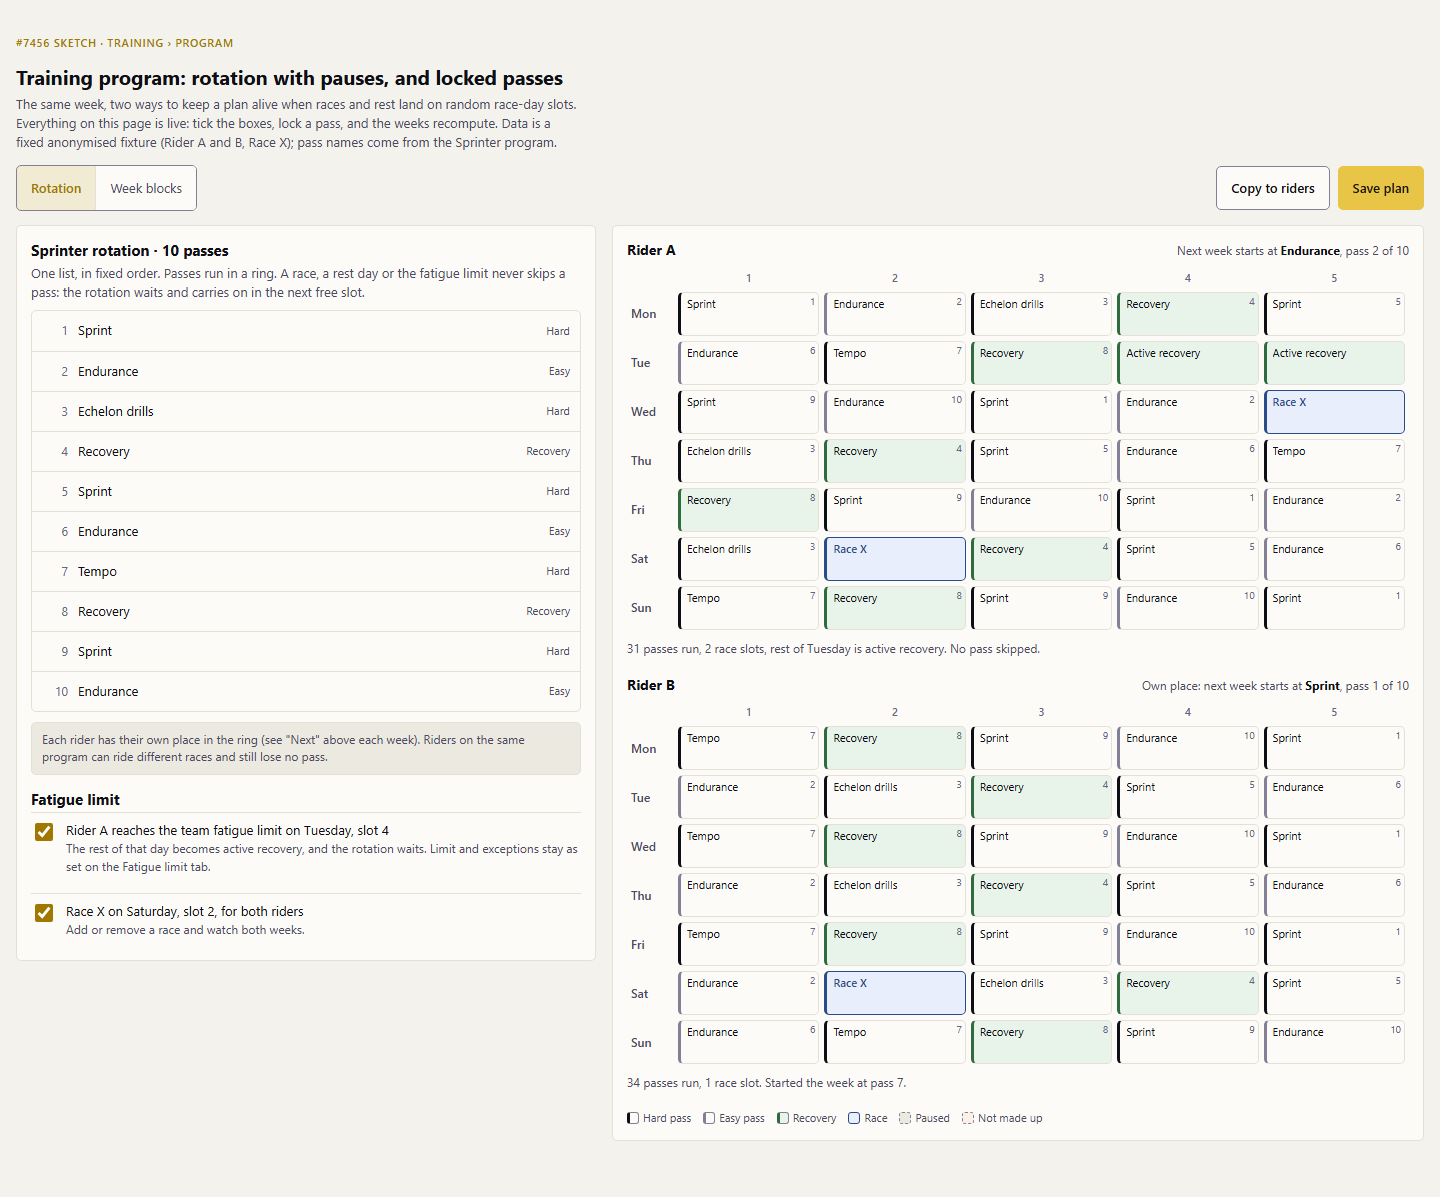 #7456 SKETCH · TRAINING › PROGRAM
Training program: rotation with pauses, and locked passes
The same week, two ways to keep a plan alive when races and rest land on random race-day slots.
Everything on this page is live: tick the boxes, lock a pass, and the weeks recompute. Data is a
fixed anonymised fixture (Rider A and B, Race X); pass names come from the Sprinter program.
Rotation Week blocks
Copy to riders Save plan
Sprinter rotation · 10 passes
One list, in fixed order. Passes run in a ring. A race, a rest day or the fatigue limit never skips a
pass: the rotation waits and carries on in the next free slot.
1 Sprint Hard
2 Endurance Easy
3 Echelon drills Hard
4 Recovery Recovery
5 Sprint Hard
6 Endurance Easy
7 Tempo Hard
8 Recovery Recovery
9 Sprint Hard
10 Endurance Easy
Each rider has their own place in the ring (see "Next" above each week). Riders on the same
program can ride different races and still lose no pass.
Fatigue limit
Rider A reaches the team fatigue limit on Tuesday, slot 4
The rest of that day becomes active recovery, and the rotation waits. Limit and exceptions stay as
set on the Fatigue limit tab.
Race X on Saturday, slot 2, for both riders
Add or remove a race and watch both weeks.
Rider A Next week starts at Endurance, pass 2 of 10
1 2 3 4 5
Mon Sprint 1 Endurance 2 Echelon drills 3 Recovery 4 Sprint 5
Tue Endurance 6 Tempo 7 Recovery 8 Active recovery Active recovery
Wed Sprint 9 Endurance 10 Sprint 1 Endurance 2 Race X
Thu Echelon drills 3 Recovery 4 Sprint 5 Endurance 6 Tempo 7
Fri Recovery 8 Sprint 9 Endurance 10 Sprint 1 Endurance 2
Sat Echelon drills 3 Race X Recovery 4 Sprint 5 Endurance 6
Sun Tempo 7 Recovery 8 Sprint 9 Endurance 10 Sprint 1
31 passes run, 2 race slots, rest of Tuesday is active recovery. No pass skipped.
Rider B Own place: next week starts at Sprint, pass 1 of 10
1 2 3 4 5
Mon Tempo 7 Recovery 8 Sprint 9 Endurance 10 Sprint 1
Tue Endurance 2 Echelon drills 3 Recovery 4 Sprint 5 Endurance 6
Wed Tempo 7 Recovery 8 Sprint 9 Endurance 10 Sprint 1
Thu Endurance 2 Echelon drills 3 Recovery 4 Sprint 5 Endurance 6
Fri Tempo 7 Recovery 8 Sprint 9 Endurance 10 Sprint 1
Sat Endurance 2 Race X Echelon drills 3 Recovery 4 Sprint 5
Sun Endurance 6 Tempo 7 Recovery 8 Sprint 9 Endurance 10
34 passes run, 1 race slot. Started the week at pass 7.
Hard pass Easy pass Recovery Race Paused Not made up